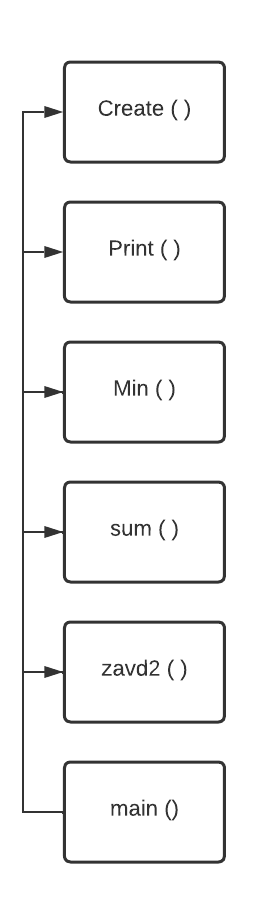 Create ( )
Print ( )
Min ( )
sum ( )
zavd2 ( )
main ()